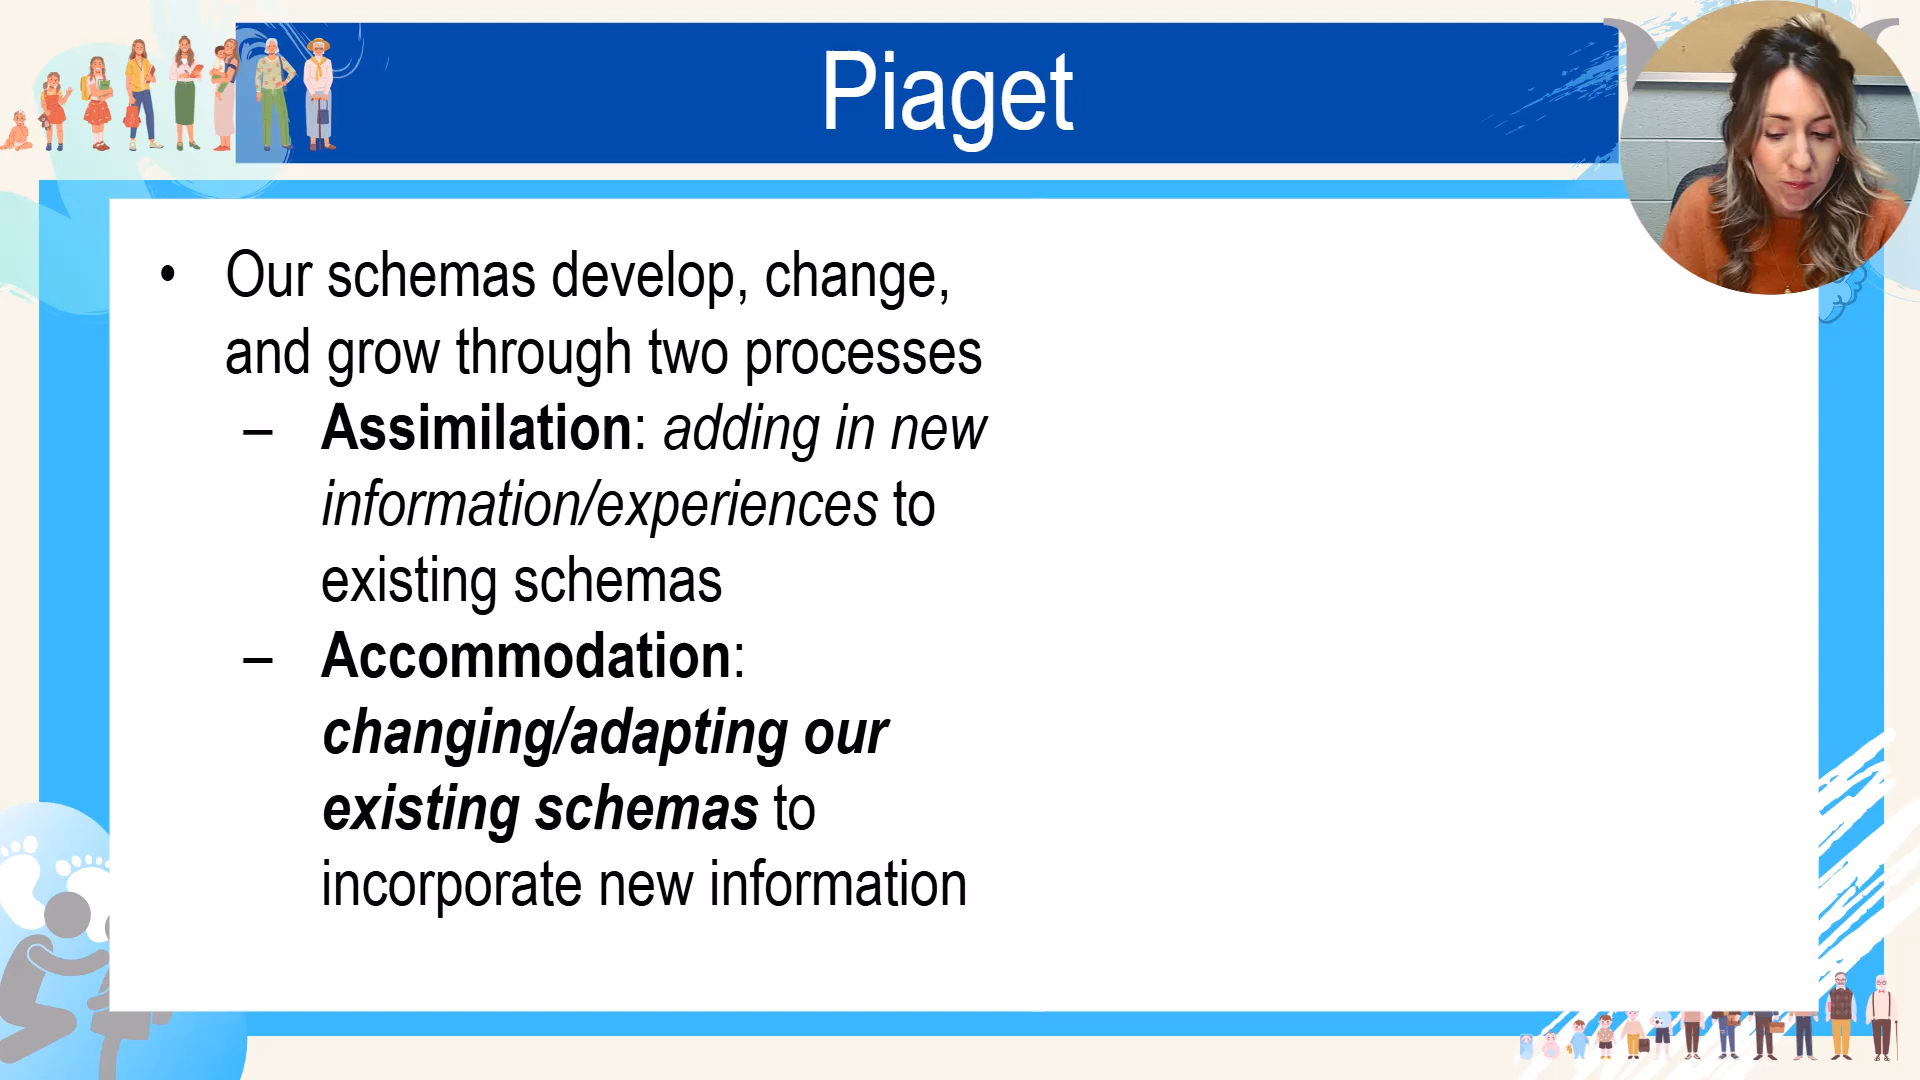 Piaget
• Our schemas develop, change,
and grow through two processes
– Assimilation: adding in new
information/experiences to
existing schemas
– Accommodation:
changing/adapting our
existing schemas to
incorporate new information